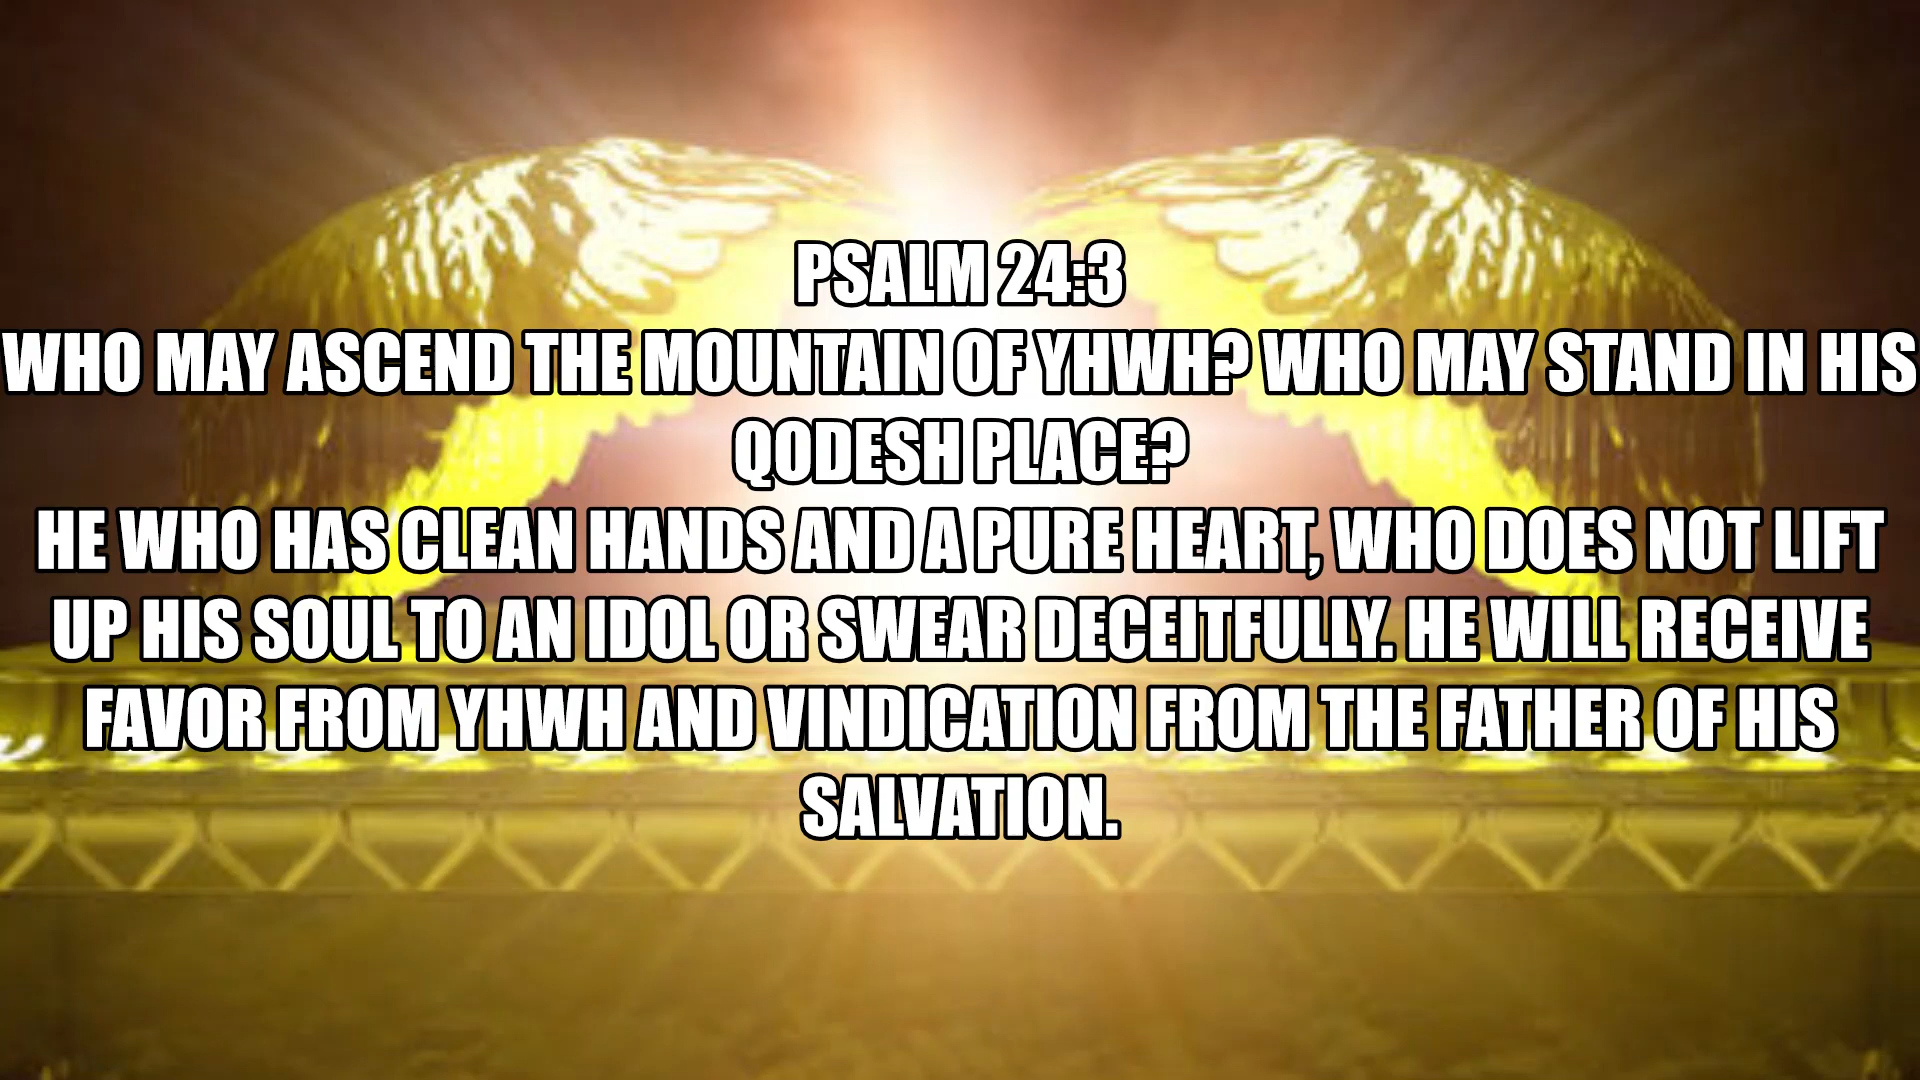 PSALM 24:3
WHO MAY ASCEND THE MOUNTAIN OF YHWH? WHO MAY STAND IN HIS
QODESH PLACE?
HE WHO HAS CLEAN HANDS AND A PURE HEART, WHO DOES NOT LIFT
UP HIS SOUL TO AN IDOL OR SWEAR DECEITFULLY. HE WILL RECEIVE
FAVOR FROM YHWH AND VINDICATION FROM THE FATHER OF HIS
SALVATION.